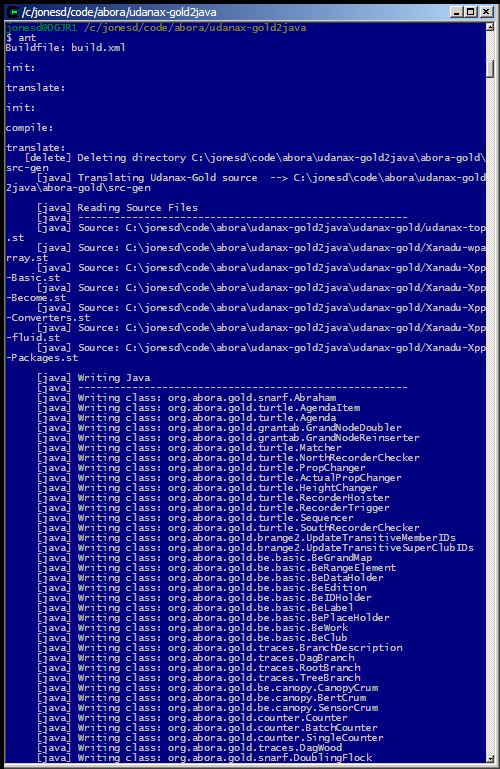 /c/jonesd/code/abora/udanax-gold2java
jonesd@DGJR1 /c/jonesd/code/abora/udanax-gold2java
$ ant
Buildfile: build.xml
init:
translate:
init:
compile:
translate:
[delete] Deleting directory C:\jonesd\code\abora\udanax-gold2java\abora-gold\
src-gen
[java] Translating Udanax-Gold source --> C:\jonesd\code\abora\udanax-gold
2java\abora-gold\src-gen
[java] Reading Source Files
[java] --------------------------------------------------
[java] Source: C:\jonesd\code\abora\udanax-gold2java\udanax-gold/udanax-top
.st
[java] Source: C:\jonesd\code\abora\udanax-gold2java\udanax-gold/Xanadu-wpa
rray.st
[java] Source: C:\jonesd\code\abora\udanax-gold2java\udanax-gold/Xanadu-Xpp
-Basic.st
[java] Source: C:\jonesd\code\abora\udanax-gold2java\udanax-gold/Xanadu-Xpp
-Become.st
[java] Source: C:\jonesd\code\abora\udanax-gold2java\udanax-gold/Xanadu-Xpp
-Converters.st
[java] Source: C:\jonesd\code\abora\udanax-gold2java\udanax-gold/Xanadu-Xpp
-fluid.st
[java] Source: C:\jonesd\code\abora\udanax-gold2java\udanax-gold/Xanadu-Xpp
-Packages.st
[java] Writing Java
[java] --------------------------------------------------
[java] Writing class: org.abora.gold.snarf.Abraham
[java] Writing class: org.abora.gold.turtle.AgendaItem
[java] Writing class: org.abora.gold.turtle.Agenda
[java] Writing class: org.abora.gold.grantab.GrandNodeDoubler
[java] Writing class: org.abora.gold.grantab.GrandNodeReinserter
[java] Writing class: org.abora.gold.turtle.Matcher
[java] Writing class: org.abora.gold.turtle.NorthRecorderChecker
[java] Writing class: org.abora.gold.turtle.PropChanger
[java] Writing class: org.abora.gold.turtle.ActualPropChanger
[java] Writing class: org.abora.gold.turtle.HeightChanger
[java] Writing class: org.abora.gold.turtle.RecorderHoister
[java] Writing class: org.abora.gold.turtle.RecorderTrigger
[java] Writing class: org.abora.gold.turtle.Sequencer
[java] Writing class: org.abora.gold.turtle.SouthRecorderChecker
[java] Writing class: org.abora.gold.brange2.UpdateTransitiveMemberIDs
[java] Writing class: org.abora.gold.brange2.UpdateTransitiveSuperClubIDs
[java] Writing class: org.abora.gold.be.basic.BeGrandMap
[java] Writing class: org.abora.gold.be.basic.BeRangeElement
[java] Writing class: org.abora.gold.be.basic.BeDataHolder
[java] Writing class: org.abora.gold.be.basic.BeEdition
[java] Writing class: org.abora.gold.be.basic.BeIDHolder
[java] Writing class: org.abora.gold.be.basic.BeLabel
[java] Writing class: org.abora.gold.be.basic.BePlaceHolder
[java] Writing class: org.abora.gold.be.basic.BeWork
[java] Writing class: org.abora.gold.be.basic.BeClub
[java] Writing class: org.abora.gold.traces.BranchDescription
[java] Writing class: org.abora.gold.traces.DagBranch
[java] Writing class: org.abora.gold.traces.RootBranch
[java] Writing class: org.abora.gold.traces.TreeBranch
[java] Writing class: org.abora.gold.be.canopy.CanopyCrum
[java] Writing class: org.abora.gold.be.canopy.BertCrum
[java] Writing class: org.abora.gold.be.canopy.SensorCrum
[java] Writing class: org.abora.gold.counter.Counter
[java] Writing class: org.abora.gold.counter.BatchCounter
[java] Writing class: org.abora.gold.counter.SingleCounter
[java] Writing class: org.abora.gold.traces.DagWood
[java] Writing class: org.abora.gold.snarf.DoublingFlock